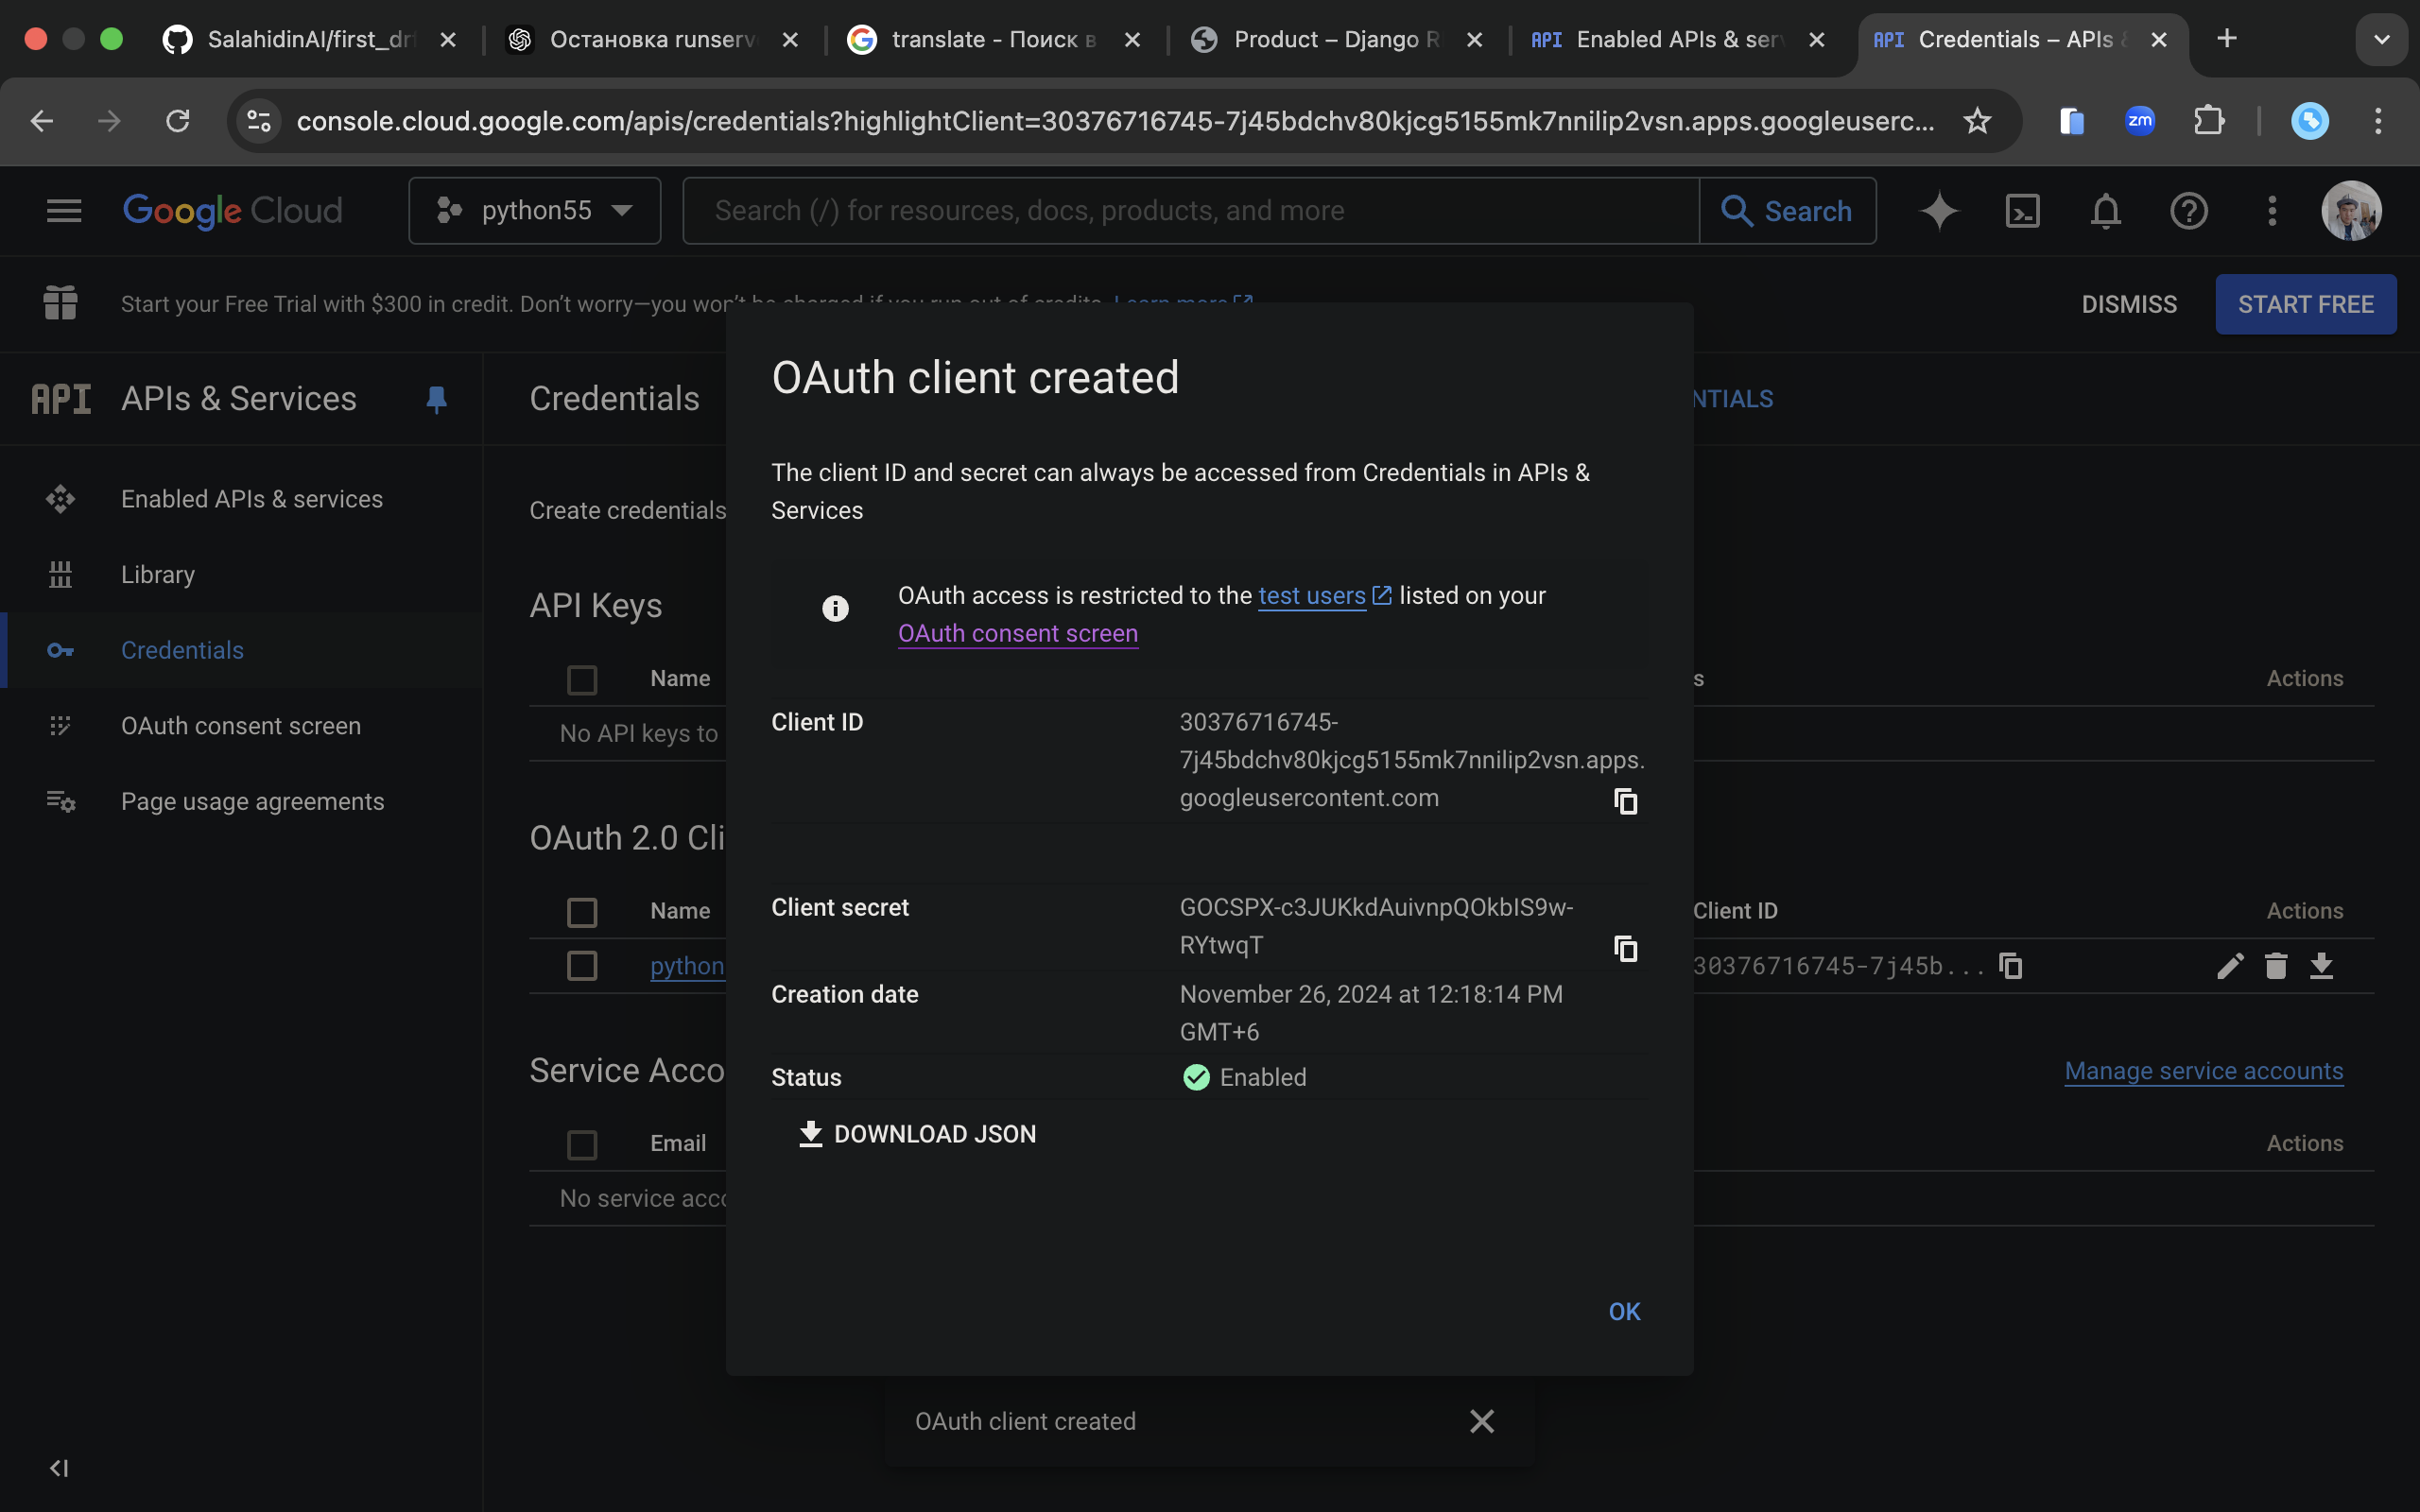 SalahidinAI/first_dr
Остановка runserv
translate - Поиск в
Product – Django R
API Enabled APIs & ser
API Credentials – APIs &
console.cloud.google.com/apis/credentials?highlightClient=30376716745-7j45bdchv80kjcg5155mk7nnilip2vsn.apps.googleuserc...
zm
Google Cloud
python55
Search (/) for resources, docs, products, and more
Search
Start your Free Trial with $300 in credit. Don't worry—you won't be charged if you run out of credits. Learn more
DISMISS
START FREE
API APIs & Services
Credentials
NTIALS
Enabled APIs & services
Library
Credentials
OAuth consent screen
Page usage agreements
Create credentials
API Keys
Name
s
Actions
No API keys to
OAuth 2.0 Cli
Name
Client ID
Actions
python
30376716745-7j45b...
Service Acco
Manage service accounts
Email
Actions
No service acco
OAuth client created
The client ID and secret can always be accessed from Credentials in APIs &
Services
OAuth access is restricted to the test users listed on your
OAuth consent screen
Client ID
30376716745-
7j45bdchv80kjcg5155mk7nnilip2vsn.apps.
googleusercontent.com
Client secret
GOCSPX-c3JUKkdAuivnpQOkbIS9w-
RYtwqT
Creation date
November 26, 2024 at 12:18:14 PM
GMT+6
Status
Enabled
DOWNLOAD JSON
OK
OAuth client created